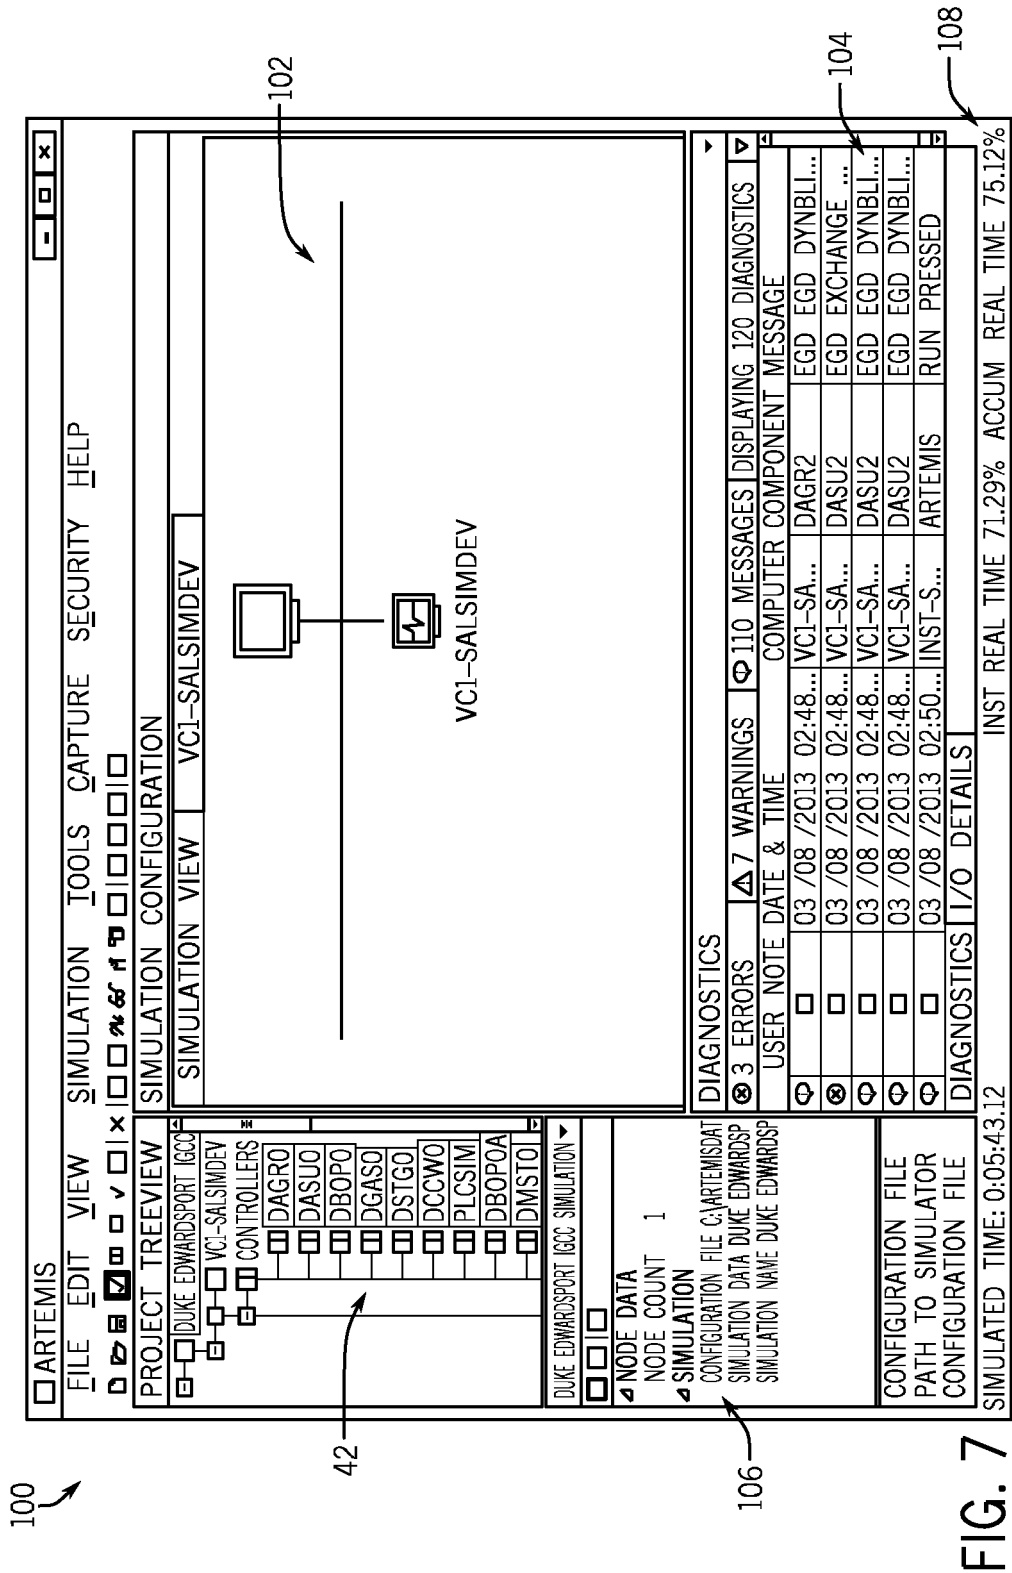 100
ARTEMIS
FILE EDIT VIEW SIMULATION TOOLS CAPTURE SECURITY HELP
PROJECT TREEVIEW
DUKE EDWARDSPORT IGCC
VC1-SALSIMDEV
CONTROLLERS
DAGRO
DASUO
DBOPO
DGASO
DSTGO
DCCWO
PLCSIM
DBOPOA
DMSTO
42
SIMULATION CONFIGURATION
SIMULATION VIEW VC1-SALSIMDEV
VC1-SALSIMDEV
102
DUKE EDWARDSPORT IGCC SIMULATION
NODE DATA
NODE COUNT 1
SIMULATION
CONFIGURATION FILE C:\ARTEMISDAT
SIMULATION DATA DUKE EDWARDSP
SIMULATION NAME DUKE EDWARDSP
106
CONFIGURATION FILE
PATH TO SIMULATOR
CONFIGURATION FILE
DIAGNOSTICS
3 ERRORS 7 WARNINGS 110 MESSAGES DISPLAYING 120 DIAGNOSTICS
USER NOTE DATE & TIME COMPUTER COMPONENT MESSAGE
03 /08 /2013 02:48... VC1-SA... DAGR2 EGD EGD DYNBLI...
03 /08 /2013 02:48... VC1-SA... DASU2 EGD EXCHANGE ...
03 /08 /2013 02:48... VC1-SA... DASU2 EGD EGD DYNBLI...
03 /08 /2013 02:48... VC1-SA... DASU2 EGD EGD DYNBLI...
03 /08 /2013 02:50... INST-S... ARTEMIS RUN PRESSED
104
DIAGNOSTICS I/O DETAILS
SIMULATED TIME: 0:05:43.12 INST REAL TIME 71.29% ACCUM REAL TIME 75.12%
108
FIG. 7